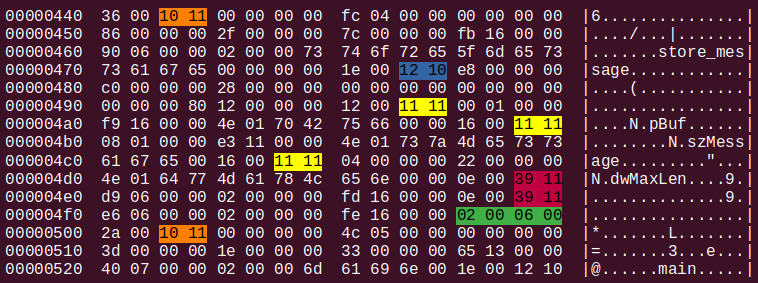 00000440 36 00 10 11 00 00 00 00 fc 04 00 00 00 00 00 00 |6...............|
00000450 86 00 00 00 2f 00 00 00 7c 00 00 00 fb 16 00 00 |..../...|.......|
00000460 90 06 00 00 02 00 00 73 74 6f 72 65 5f 6d 65 73 |.......store_mes|
00000470 73 61 67 65 00 00 00 00 1e 00 12 10 e8 00 00 00 |sage............|
00000480 c0 00 00 00 28 00 00 00 00 00 00 00 00 00 00 00 |....(...........|
00000490 00 00 00 80 12 00 00 00 12 00 11 11 00 01 00 00 |................|
000004a0 f9 16 00 00 4e 01 70 42 75 66 00 00 16 00 11 11 |....N.pBuf......|
000004b0 08 01 00 00 e3 11 00 00 4e 01 73 7a 4d 65 73 73 |........N.szMess|
000004c0 61 67 65 00 16 00 11 11 04 00 00 00 22 00 00 00 |age........."...|
000004d0 4e 01 64 77 4d 61 78 4c 65 6e 00 00 0e 00 39 11 |N.dwMaxLen....9.|
000004e0 d9 06 00 00 02 00 00 00 fd 16 00 00 0e 00 39 11 |..............9.|
000004f0 e6 06 00 00 02 00 00 00 fe 16 00 00 02 00 06 00 |................|
00000500 2a 00 10 11 00 00 00 00 4c 05 00 00 00 00 00 00 |*.......L.......|
00000510 3d 00 00 00 1e 00 00 00 33 00 00 00 65 13 00 00 |=.......3...e...|
00000520 40 07 00 00 02 00 00 6d 61 69 6e 00 1e 00 12 10 |@......main.....|